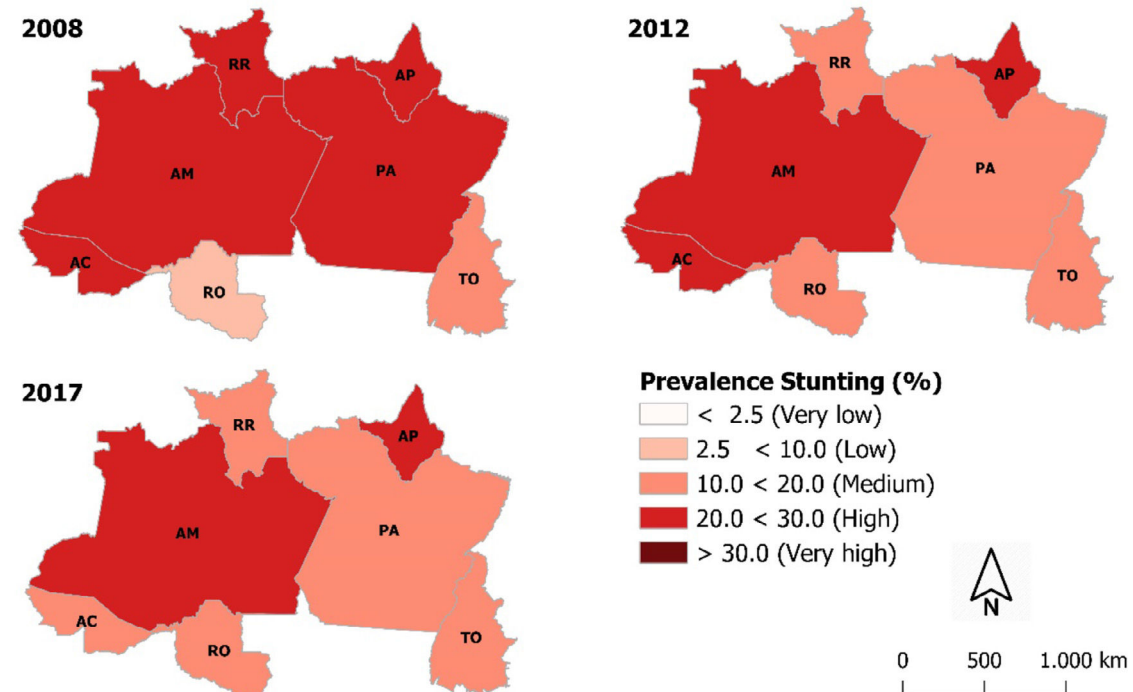 2008
RR
AP
AM
PA
AC
RO
TO
2012
RR
AP
AM
PA
AC
RO
TO
2017
RR
AP
AM
PA
AC
RO
TO
Prevalence Stunting (%)
< 2.5 (Very low)
2.5 < 10.0 (Low)
10.0 < 20.0 (Medium)
20.0 < 30.0 (High)
> 30.0 (Very high)
N
0 500 1.000 km